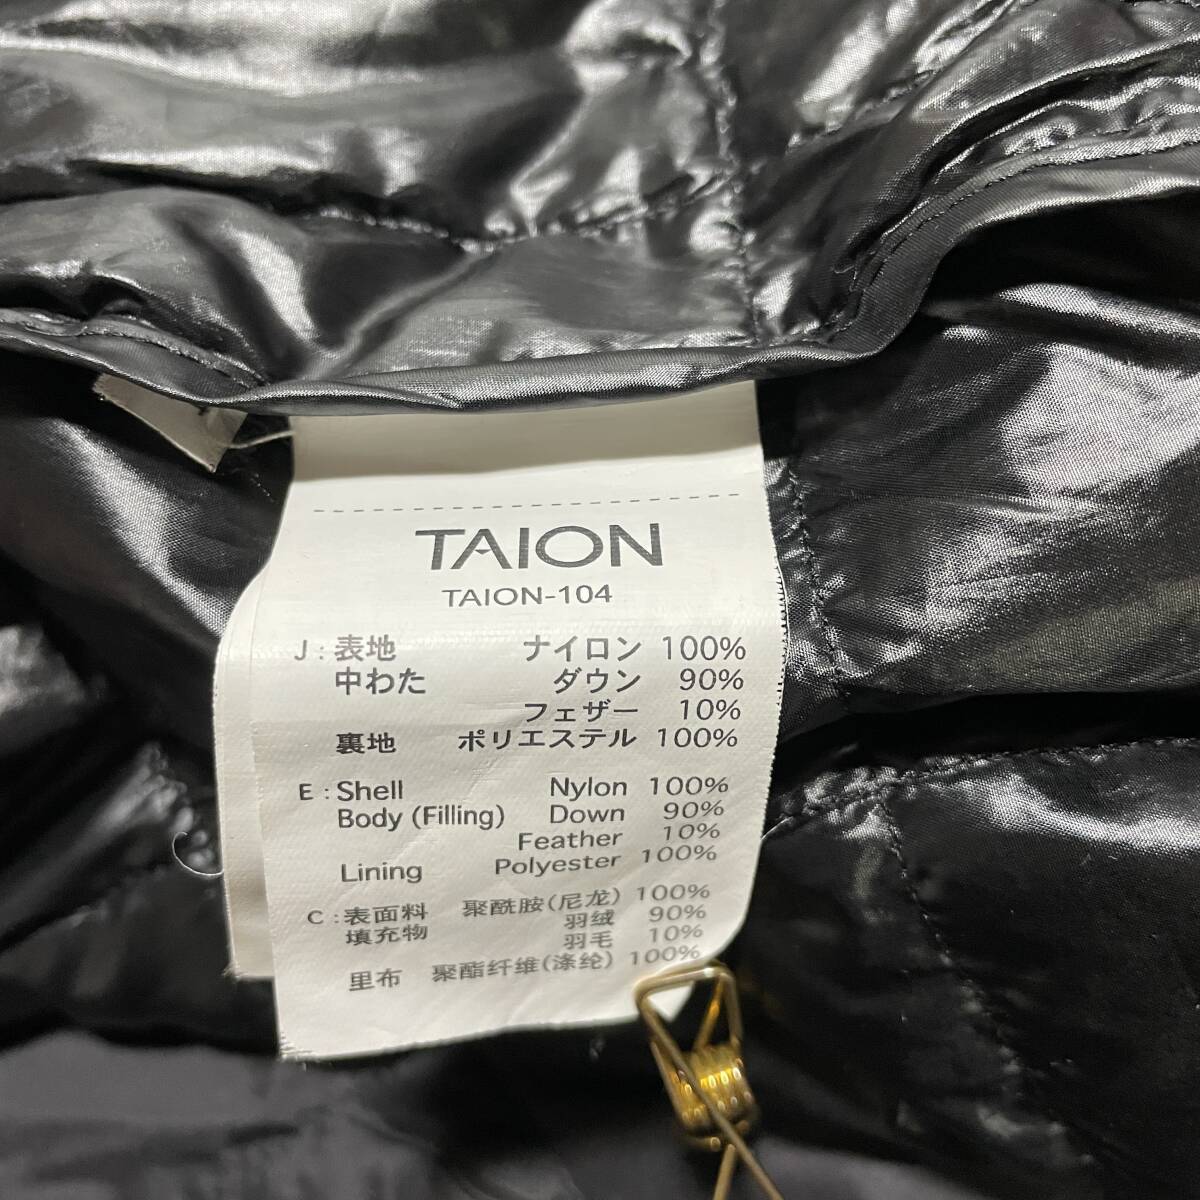 TAION
TAION-104
J : 表地 ナイロン 100%
中わた ダウン 90%
フェザー 10%
裏地 ポリエステル 100%
E : Shell Nylon 100%
Body (Filling) Down 90%
Feather 10%
Lining Polyester 100%
C : 表面料 聚酰胺(尼龙) 100%
填充物 羽绒 90%
羽毛 10%
里布 聚酯纤维(涤纶) 100%